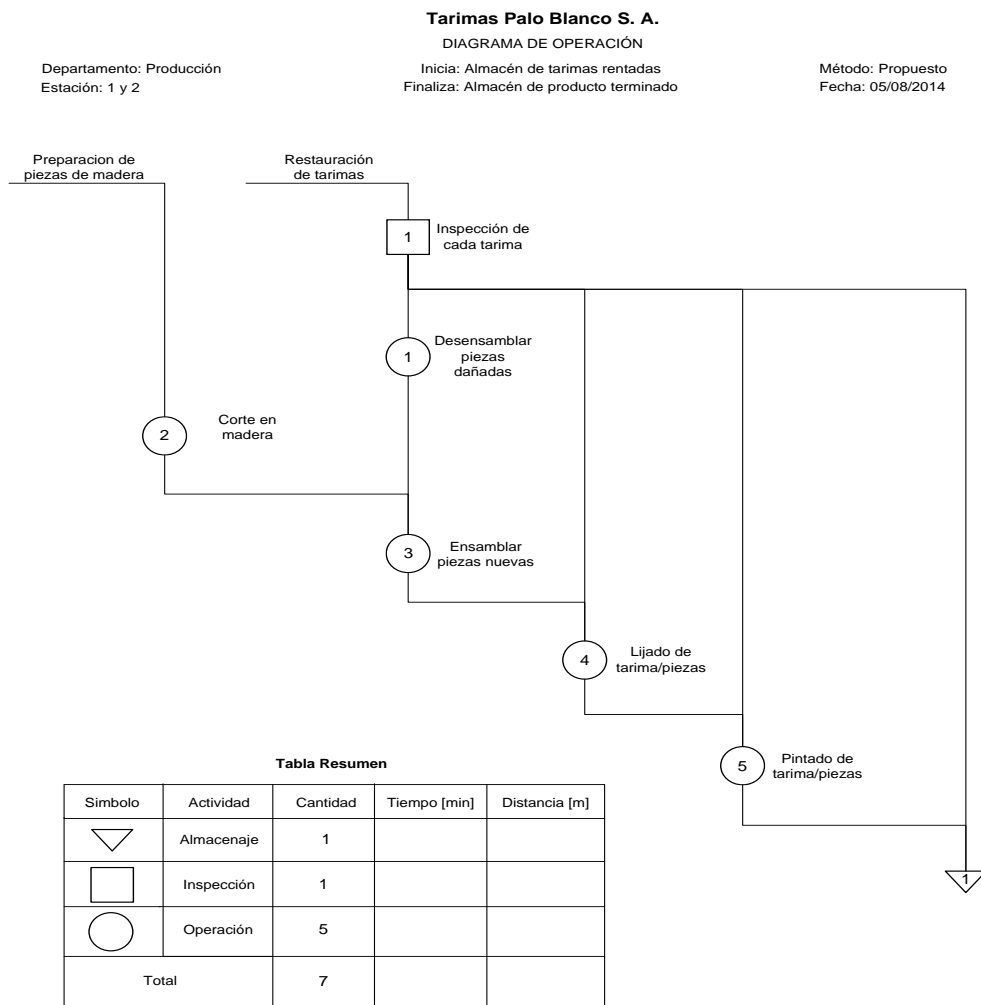 Tarimas Palo Blanco S. A.
DIAGRAMA DE OPERACIÓN
Departamento: Producción
Estación: 1 y 2
Inicia: Almacén de tarimas rentadas
Finaliza: Almacén de producto terminado
Método: Propuesto
Fecha: 05/08/2014
Preparacion de
piezas de madera
Restauración
de tarimas
1
Inspección de
cada tarima
1
Desensamblar
piezas
dañadas
2
Corte en
madera
3
Ensamblar
piezas nuevas
4
Lijado de
tarima/piezas
5
Pintado de
tarima/piezas
1
Tabla Resumen
Simbolo Actividad Cantidad Tiempo [min] Distancia [m]
Almacenaje 1
Inspección 1
Operación 5
Total 7